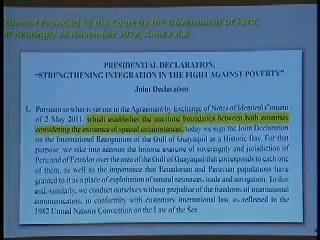 cument Provided to the Court by the Government of Peru,
al Hearings, 26 November 2012, Annex A.2
PRESIDENTIAL DECLARATION:
“STRENGTHENING INTEGRATION IN THE FIGHT AGAINST POVERTY”
Joint Declaration
1. Pursuant to what is set out in the Agreement by Exchange of Notes of Identical Content
of 2 May 2011, which establishes the maritime boundaries between both countries
considering the existence of special circumstances, today we sign the Joint Declaration
on the International Recognition of the Gulf of Guayaquil as a Historic Bay. For that
purpose, we take into account the historic exercise of sovereignty and jurisdiction of
Peru and of Ecuador over the area of the Gulf of Guayaquil that corresponds to each one
of them, as well as the importance that Ecuadorian and Peruvian populations have
granted to it as a place of exploitation of natural resources, trade and navigation. To this
end, similarly, we conduct ourselves without prejudice of the freedoms of international
communication, in conformity with customary international law, as reflected in the
1982 United Nations Convention on the Law of the Sea.